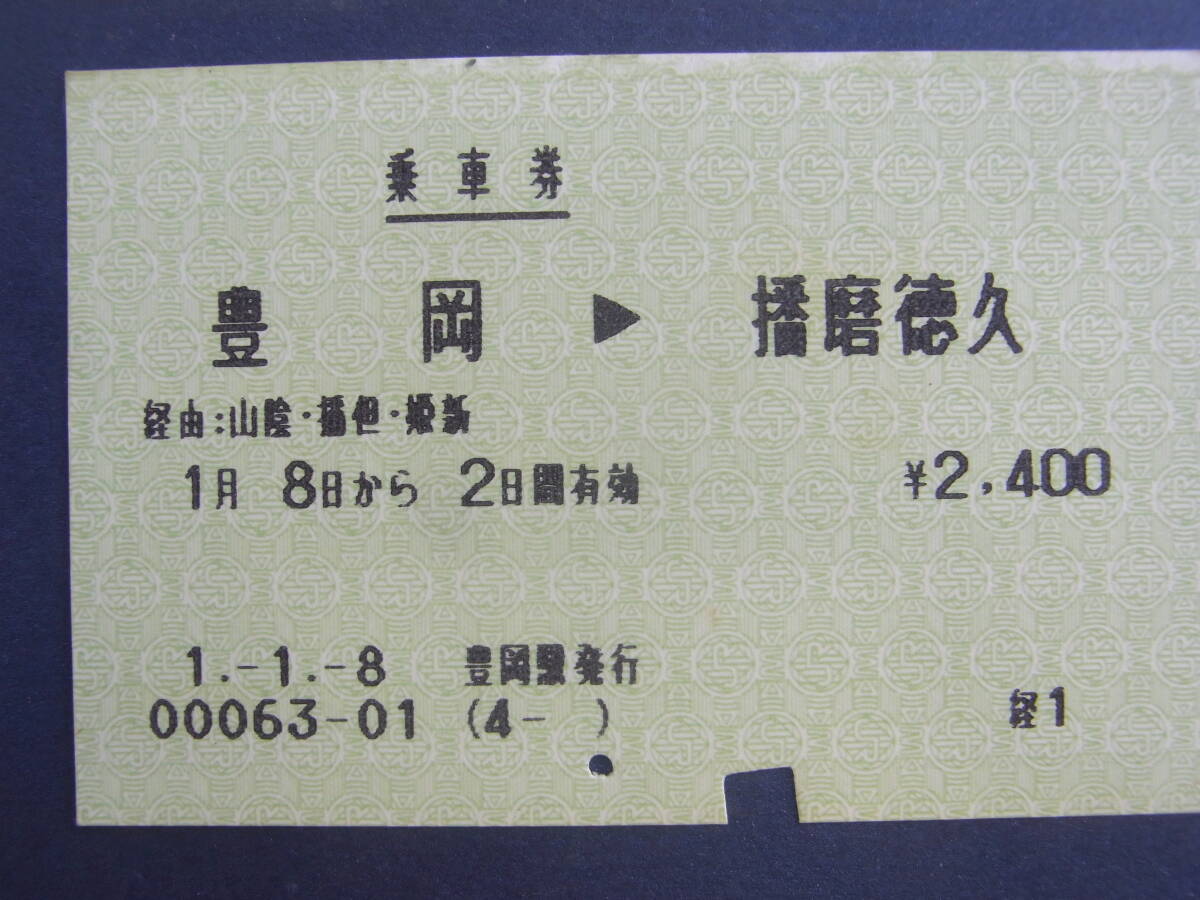 乗車券
豊岡 ▶ 播磨徳久
経由:山陰・播但・姫新
1月 8日から 2日間有効 ¥2,400
1.-1.-8 豊岡駅発行
00063-01 (4- ) 経1